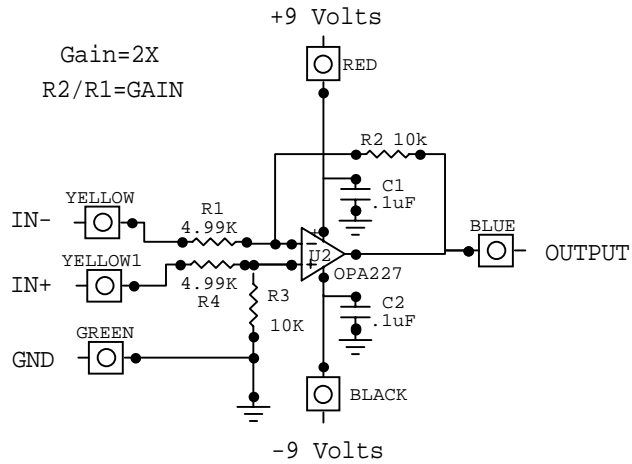 +9 Volts
Gain=2X
RED
R2/R1=GAIN
R2 10k
C1
.1uF
YELLOW
IN-
R1
4.99K
+
-
U2
BLUE
OUTPUT
YELLOW1
IN+
+
OPA227
4.99K
R4
R3
10K
C2
.1uF
GREEN
GND
BLACK
-9 Volts